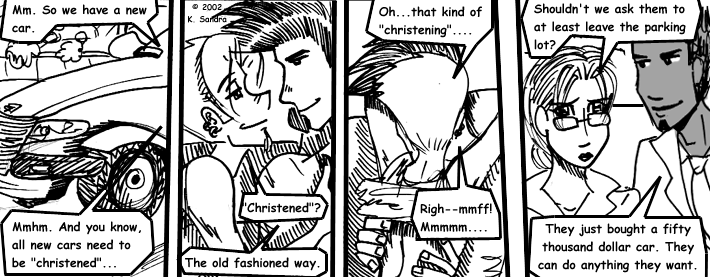 Mm. So we have a new
car.
Mmhm. And you know,
all new cars need to
be "christened"...
© 2002
K. Sandra
"Christened"?
The old fashioned way.
Oh...that kind of
"christening"....
Righ--mmff!
Mmmmm....
Shouldn't we ask them to
at least leave the parking
lot?
They just bought a fifty
thousand dollar car. They
can do anything they want.